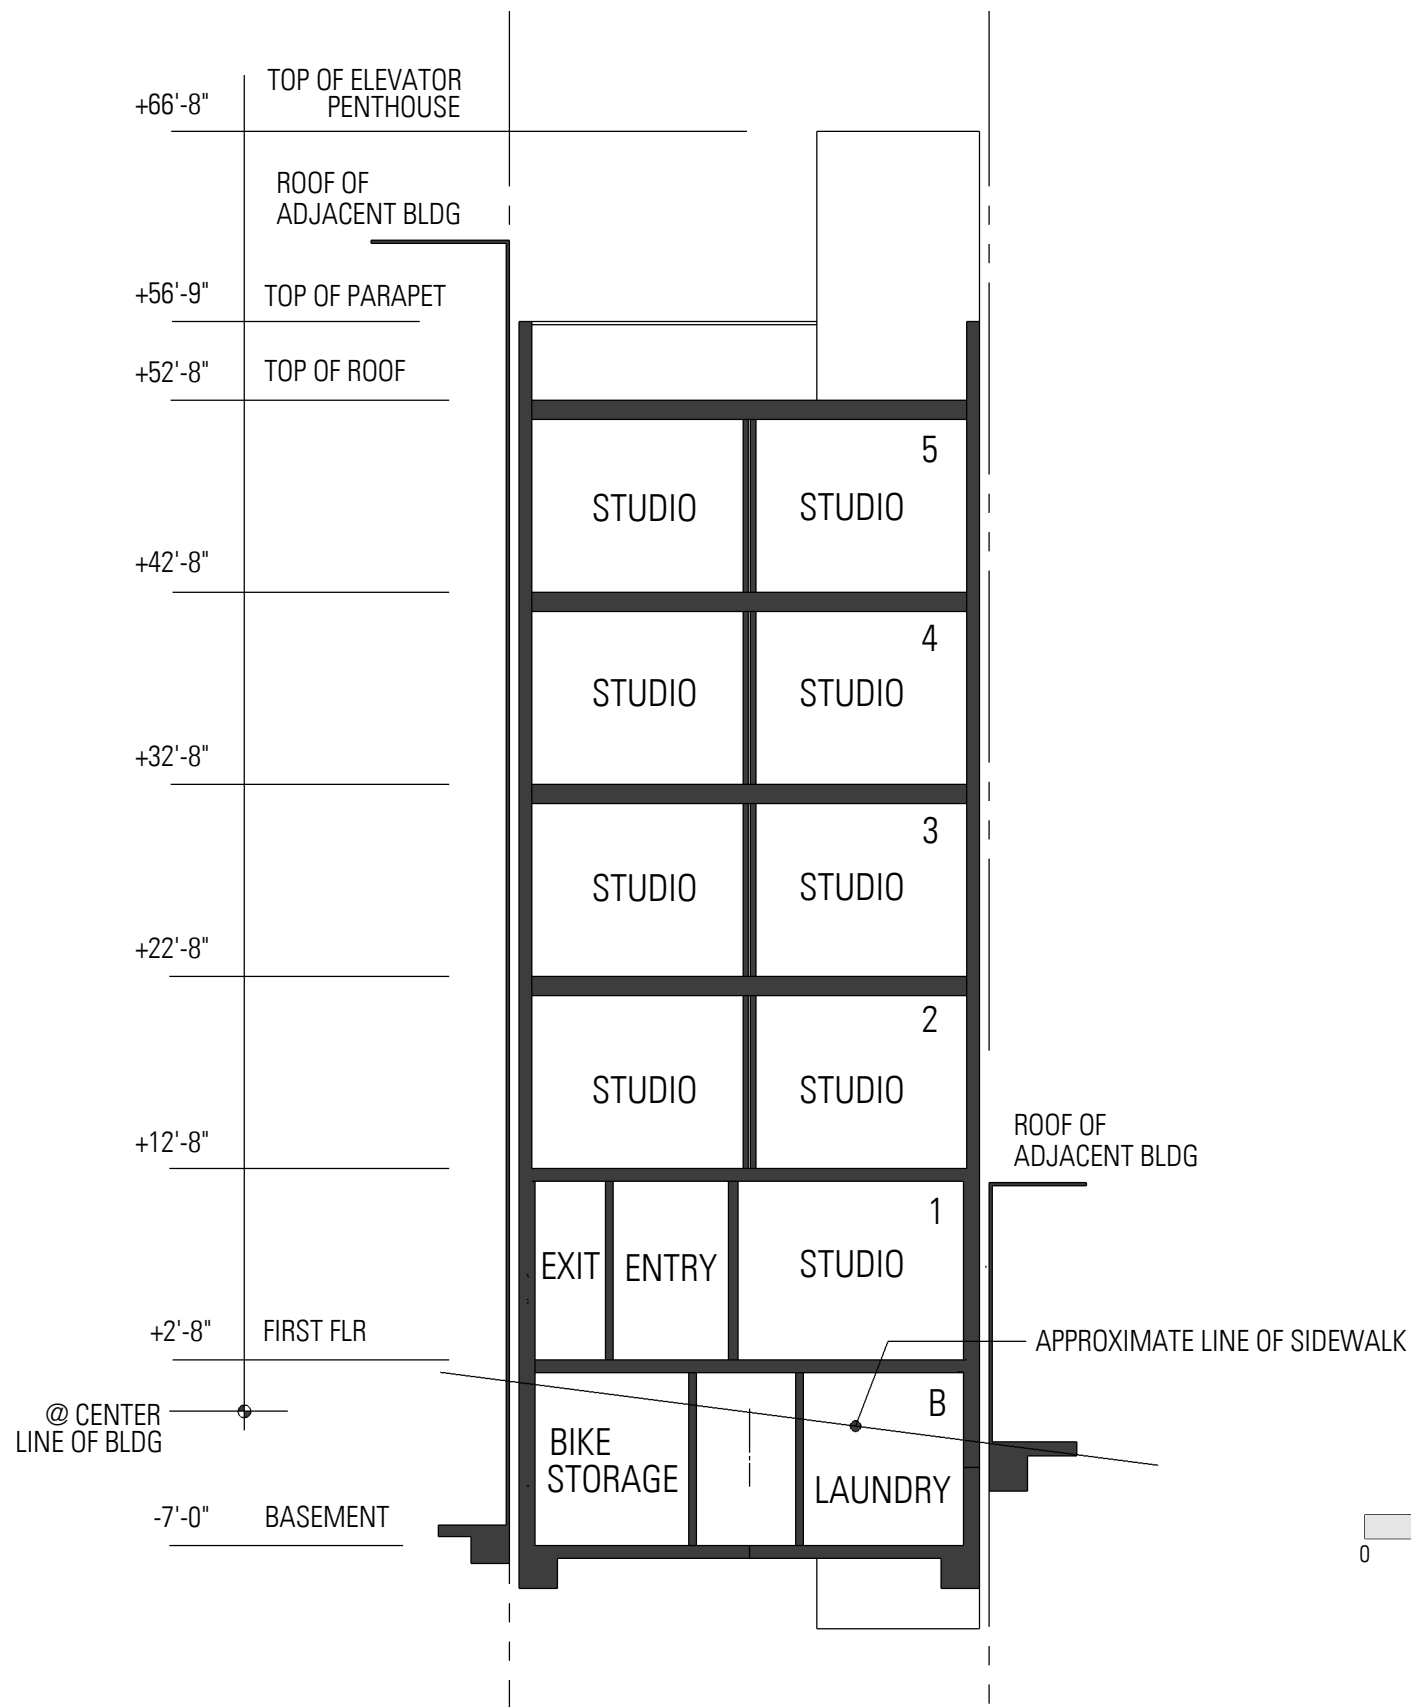 TOP OF ELEVATOR
PENTHOUSE
+66'-8"
ROOF OF
ADJACENT BLDG
+56'-9"
TOP OF PARAPET
+52'-8"
TOP OF ROOF
5
STUDIO
STUDIO
+42'-8"
4
STUDIO
STUDIO
+32'-8"
3
STUDIO
STUDIO
+22'-8"
2
STUDIO
STUDIO
+12'-8"
ROOF OF
ADJACENT BLDG
1
EXIT
ENTRY
STUDIO
+2'-8"
FIRST FLR
APPROXIMATE LINE OF SIDEWALK
@ CENTER
LINE OF BLDG
B
BIKE
STORAGE
LAUNDRY
-7'-0"
BASEMENT
0